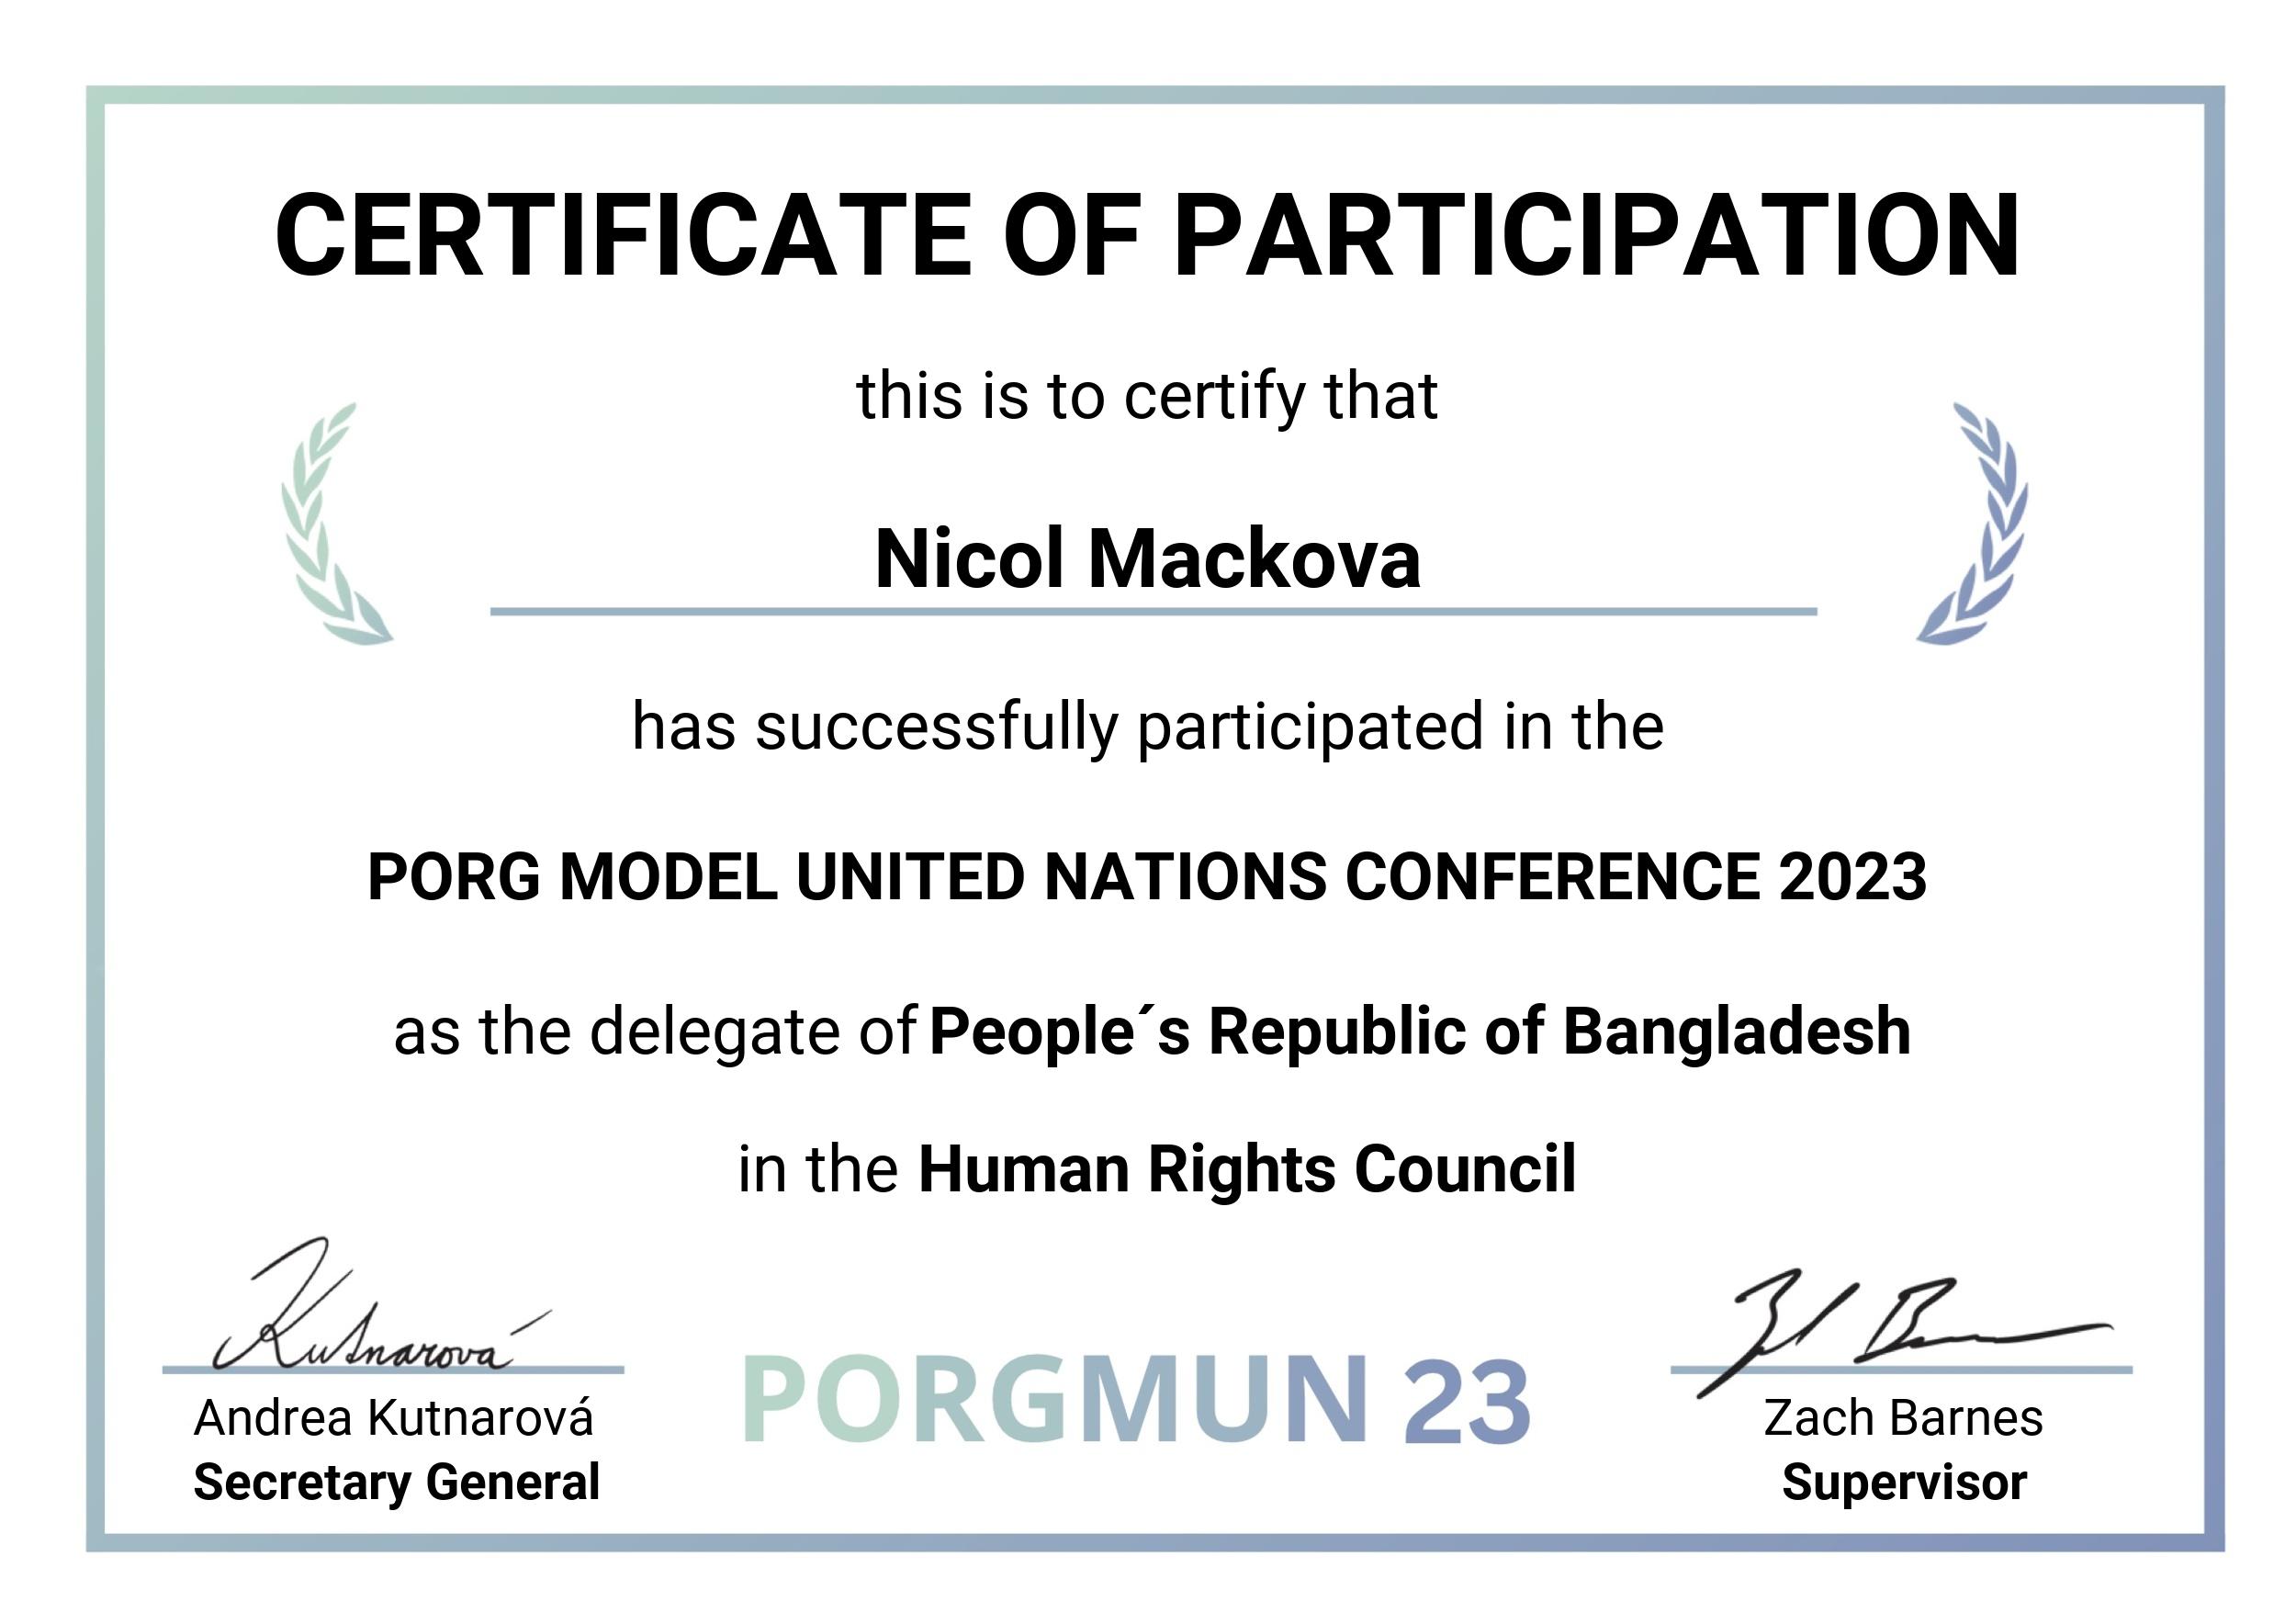 CERTIFICATE OF PARTICIPATION
this is to certify that
Nicol Mackova
has successfully participated in the
PORG MODEL UNITED NATIONS CONFERENCE 2023
as the delegate of People´s Republic of Bangladesh
in the Human Rights Council
Kutnarová
Andrea Kutnarová
Secretary General
PORGMUN 23
Zach Barnes
Supervisor